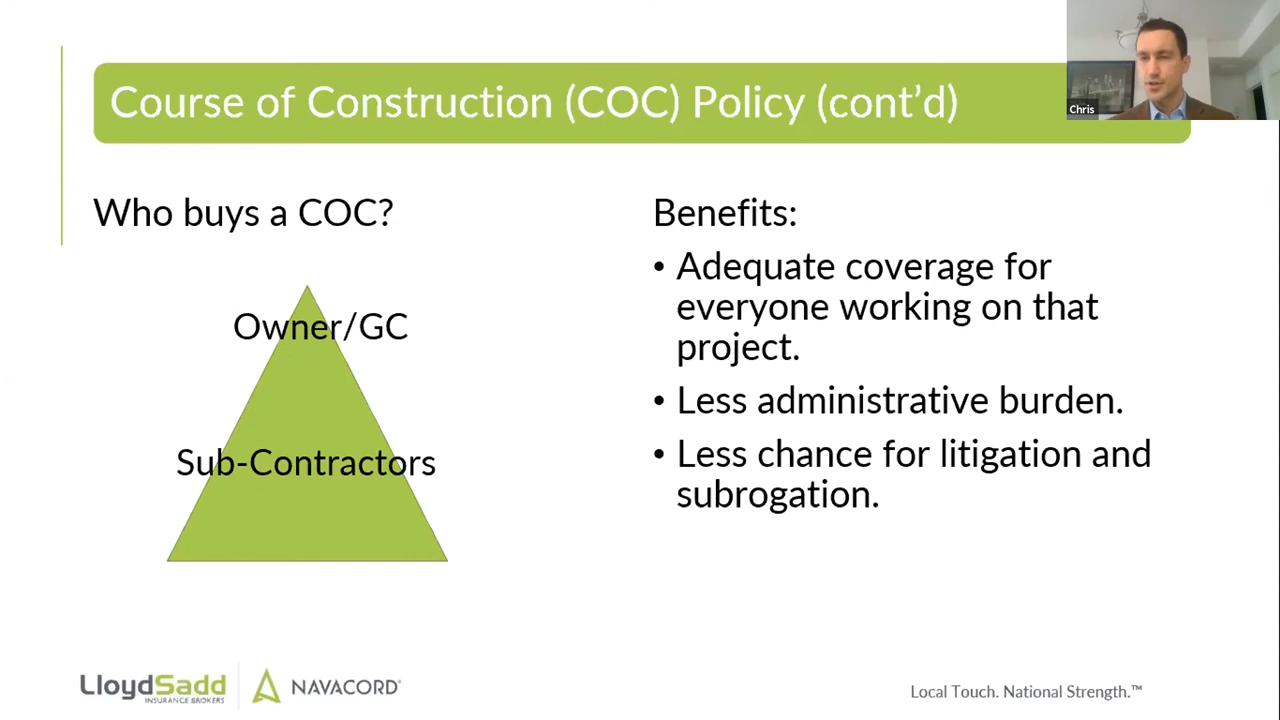 Course of Construction (COC) Policy (cont’d)
Chris
Who buys a COC?
Owner/GC
Sub-Contractors
Benefits:
• Adequate coverage for
everyone working on that
project.
• Less administrative burden.
• Less chance for litigation and
subrogation.
LloydSadd
INSURANCE BROKERS
NAVACORD®
Local Touch. National Strength.™